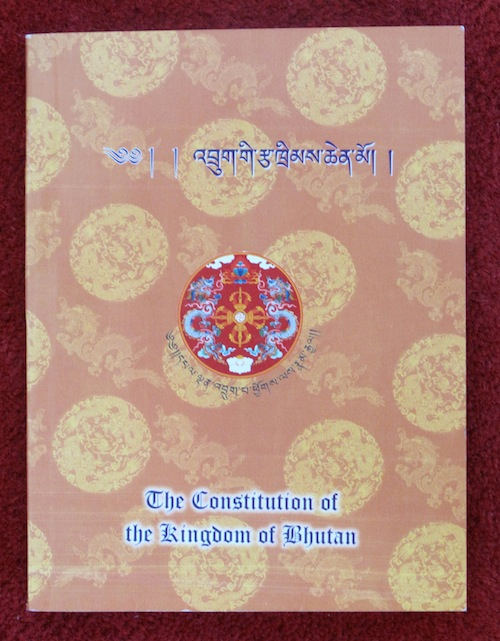 ༄༅། ། འབྲུག་གི་རྩ་ཁྲིམས་ཆེན་མོ། །
The Constitution of
the Kingdom of Bhutan